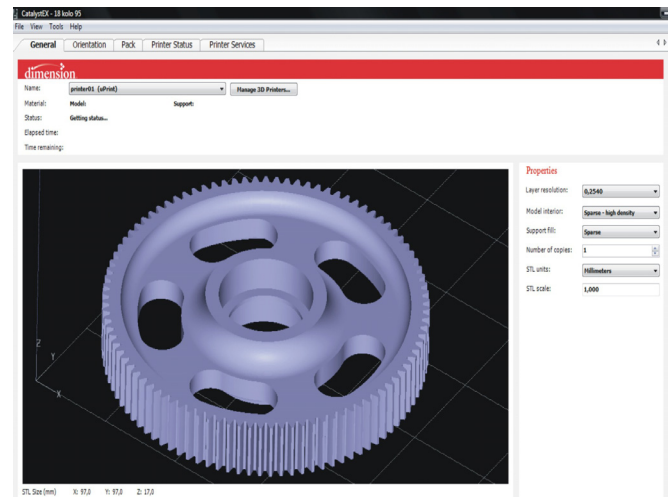 CatalystEX - 18 kolo 95
File View Tools Help
General Orientation Pack Printer Status Printer Services
dimension
Name: printer01 (uPrint) Manage 3D Printers...
Material: Model: Support:
Status: Getting status...
Elapsed time:
Time remaining:
Properties
Layer resolution: 0,2540
Model interior: Sparse - high density
Support fill: Sparse
Number of copies: 1
STL units: Millimeters
STL scale: 1,000
Z
Y
X
STL Size (mm) X: 97,0 Y: 97,0 Z: 17,0